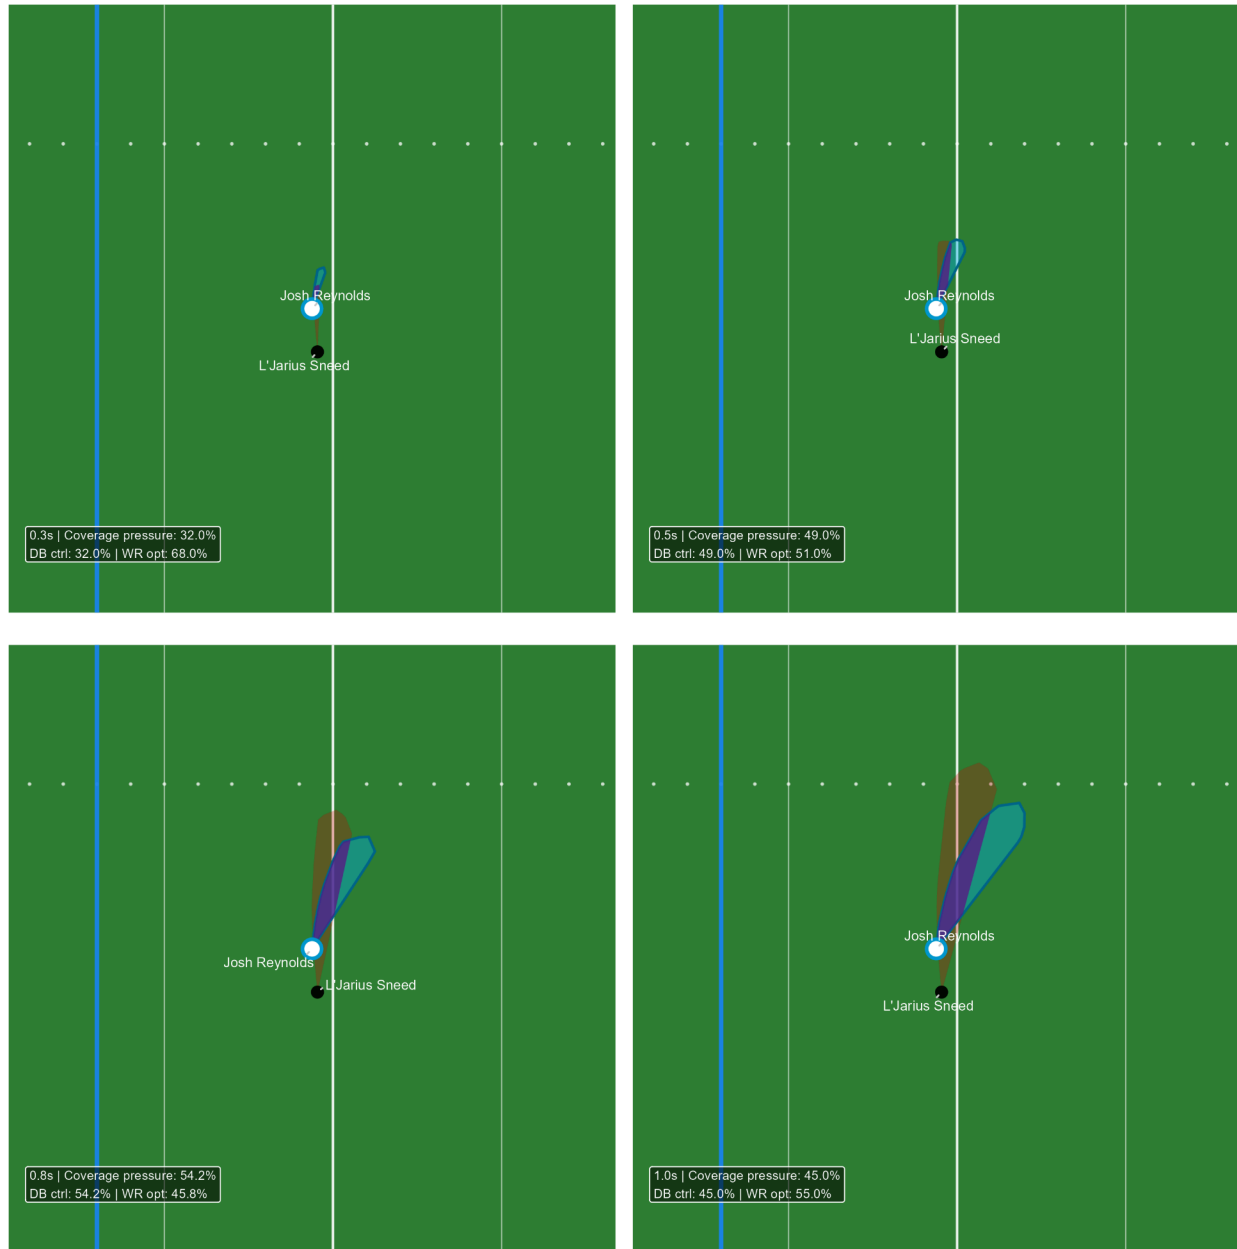 Josh Reynolds
L'Jarius Sneed
0.3s | Coverage pressure: 32.0%
DB ctrl: 32.0% | WR opt: 68.0%
Josh Reynolds
L'Jarius Sneed
0.5s | Coverage pressure: 49.0%
DB ctrl: 49.0% | WR opt: 51.0%
Josh Reynolds
L'Jarius Sneed
0.8s | Coverage pressure: 54.2%
DB ctrl: 54.2% | WR opt: 45.8%
Josh Reynolds
L'Jarius Sneed
1.0s | Coverage pressure: 45.0%
DB ctrl: 45.0% | WR opt: 55.0%